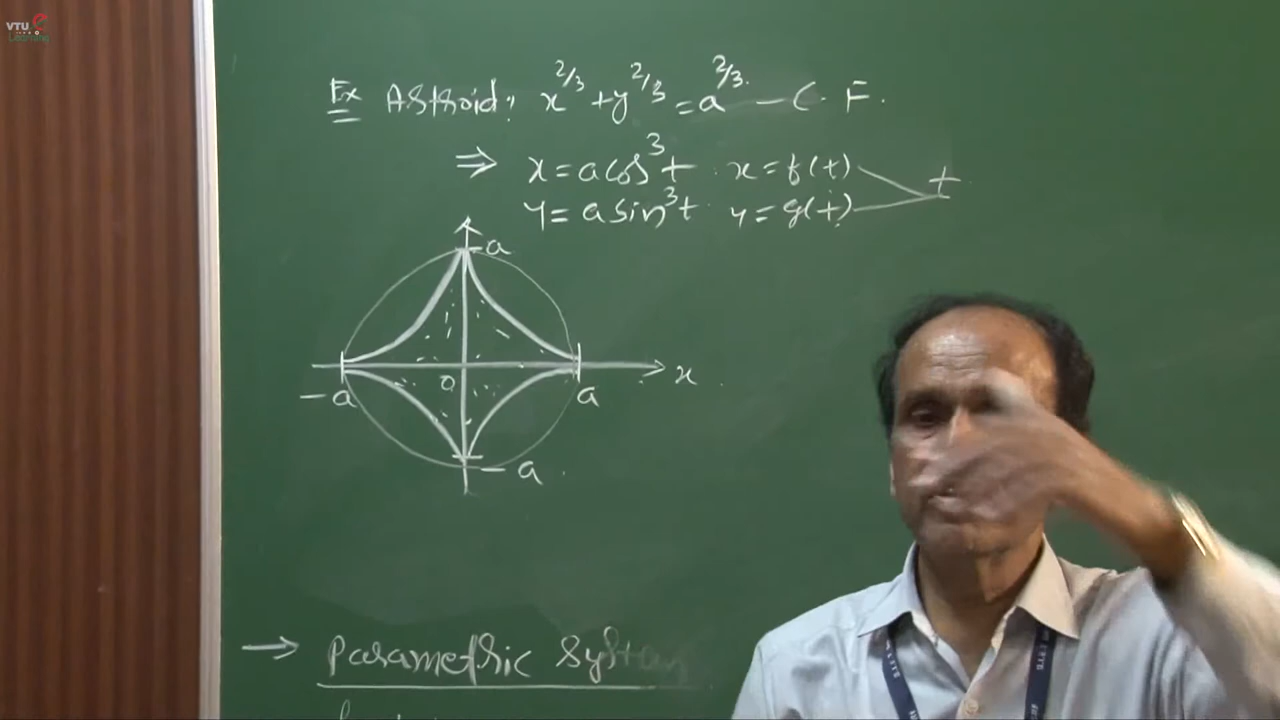 VTU e
Learning
Ex Astroid: x^2/3 + y^2/3 = a^2/3. – C. F.
⇒ x = a cos^3 t . x = f(t)
y = a sin^3 t . y = g(t)
t
a
-a
o
a
x
-a
→ Parametric System